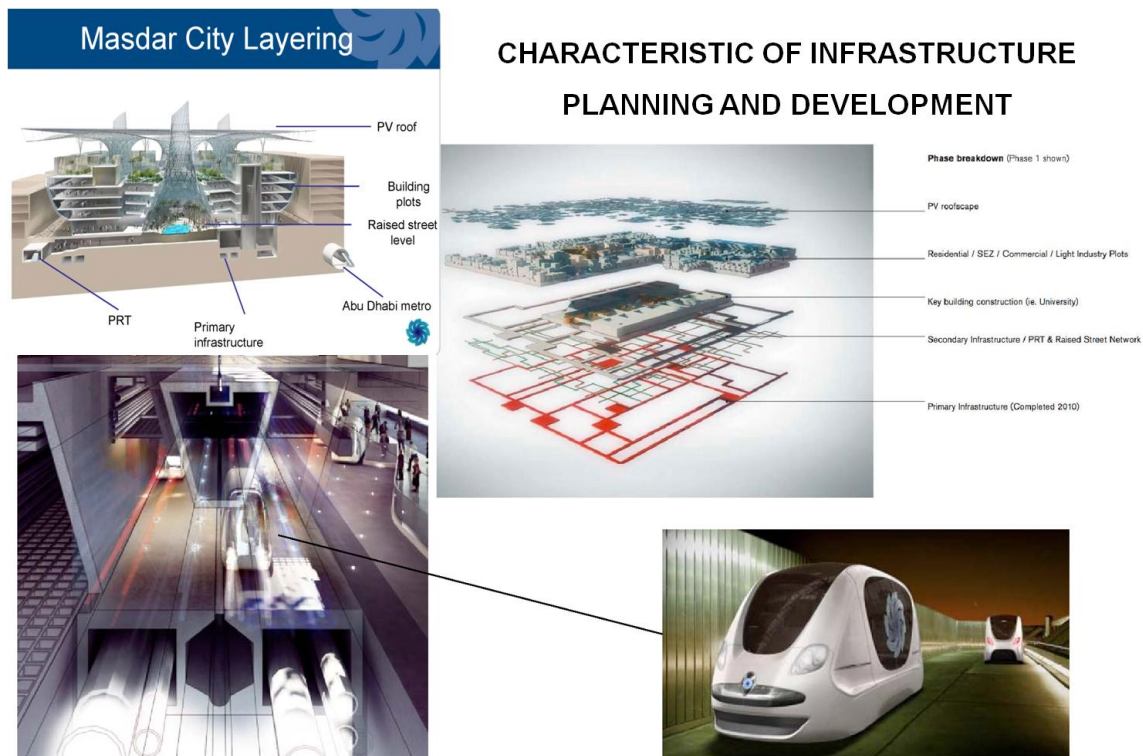 Masdar City Layering
PV roof
Building
plots
Raised street
level
Abu Dhabi metro
PRT
Primary
infrastructure
CHARACTERISTIC OF INFRASTRUCTURE
PLANNING AND DEVELOPMENT
Phase breakdown (Phase 1 shown)
PV roofscape
Residential / SEZ / Commercial / Light Industry Plots
Key building construction (ie. University)
Secondary Infrastructure / PRT & Raised Street Network
Primary Infrastructure (Completed 2010)